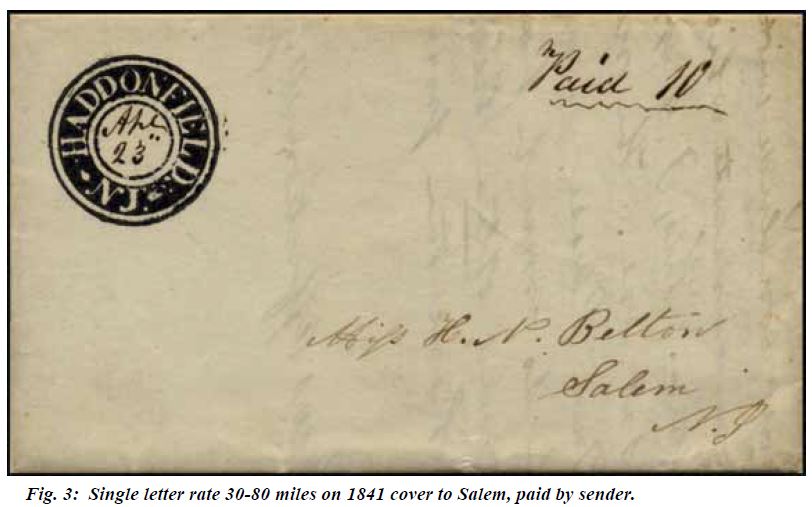 HADDONFIELD. N.J.
Apl
23
Paid 10
Miss H. N. Belton
Salem
N.J
Fig. 3: Single letter rate 30-80 miles on 1841 cover to Salem, paid by sender.